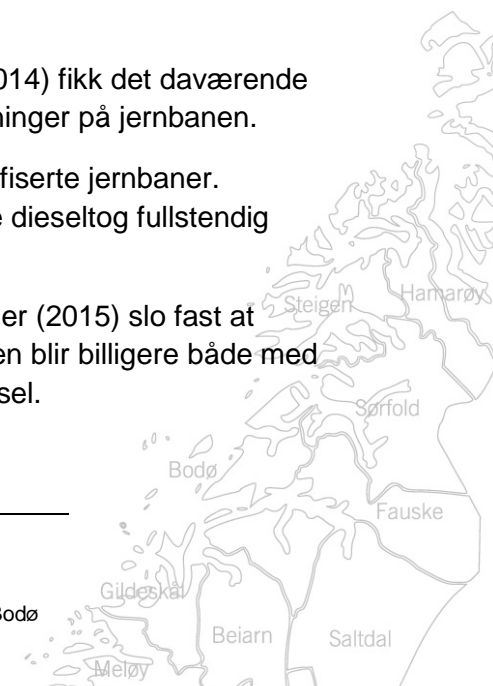 014) fikk det daværende
ninger på jernbanen.
fiserte jernbaner.
e dieseltog fullstendig
er (2015) slo fast at
en blir billigere både med
sel.
Steigen
Hamarøy
Sørfold
Bodø
Fauske
Gildeskål
Bodø
Beiarn
Saltdal
Meløy